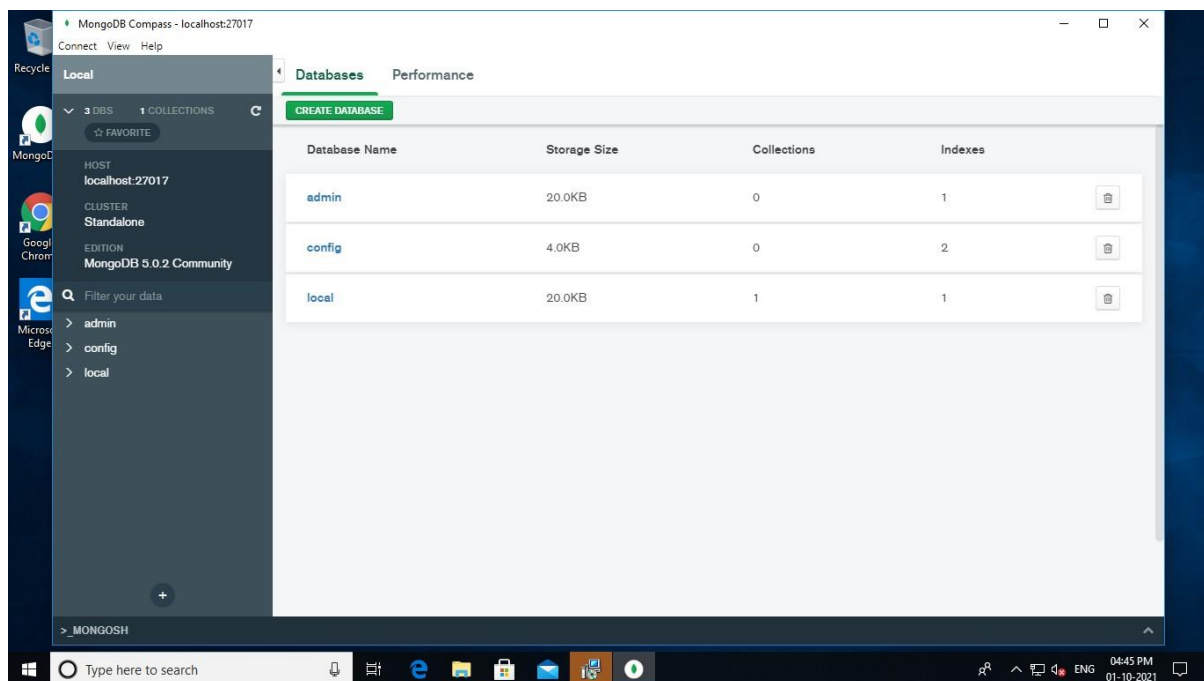 MongoDB Compass - localhost:27017
Connect View Help
Recycle
MongoD
Googl
Chrom
Microso
Edge
Local
3 DBS 1 COLLECTIONS
FAVORITE
HOST
localhost:27017
CLUSTER
Standalone
EDITION
MongoDB 5.0.2 Community
Filter your data
admin
config
local
Databases Performance
CREATE DATABASE
Database Name Storage Size Collections Indexes
admin 20.0KB 0 1
config 4.0KB 0 2
local 20.0KB 1 1
>_MONGOSH
Type here to search
ENG
04:45 PM
01-10-2021